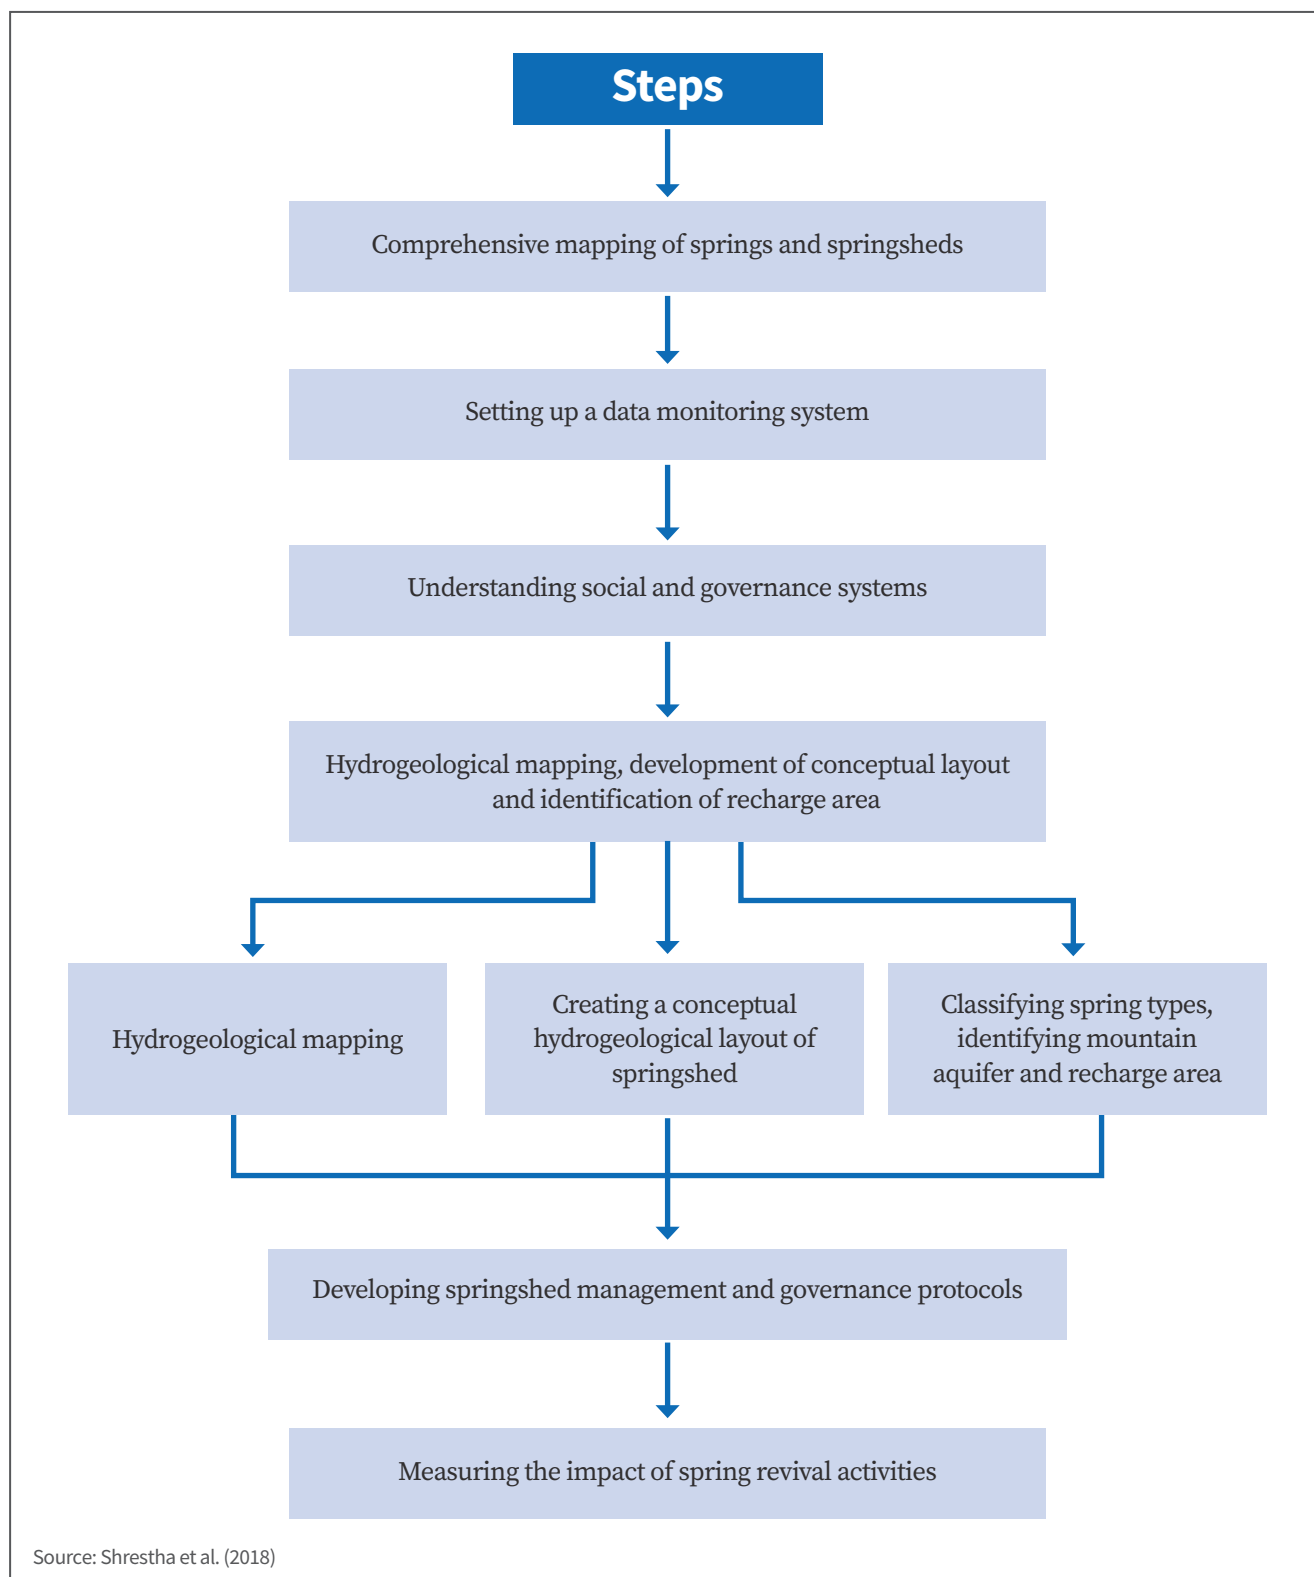 Steps
Comprehensive mapping of springs and springsheds
Setting up a data monitoring system
Understanding social and governance systems
Hydrogeological mapping, development of conceptual layout
and identification of recharge area
Hydrogeological mapping
Creating a conceptual
hydrogeological layout of
springshed
Classifying spring types,
identifying mountain
aquifer and recharge area
Developing springshed management and governance protocols
Measuring the impact of spring revival activities
Source: Shrestha et al. (2018)